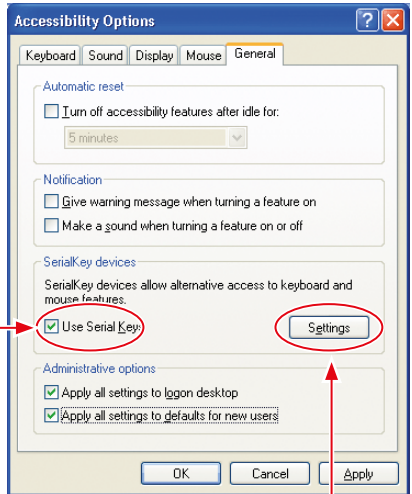 Accessibility Options
Keyboard Sound Display Mouse General
Automatic reset
Turn off accessibility features after idle for:
5 minutes
Notification
Give warning message when turning a feature on
Make a sound when turning a feature on or off
SerialKey devices
SerialKey devices allow alternative access to keyboard and
mouse features.
Use Serial Keys
Settings
Administrative options
Apply all settings to logon desktop
Apply all settings to defaults for new users
OK Cancel Apply